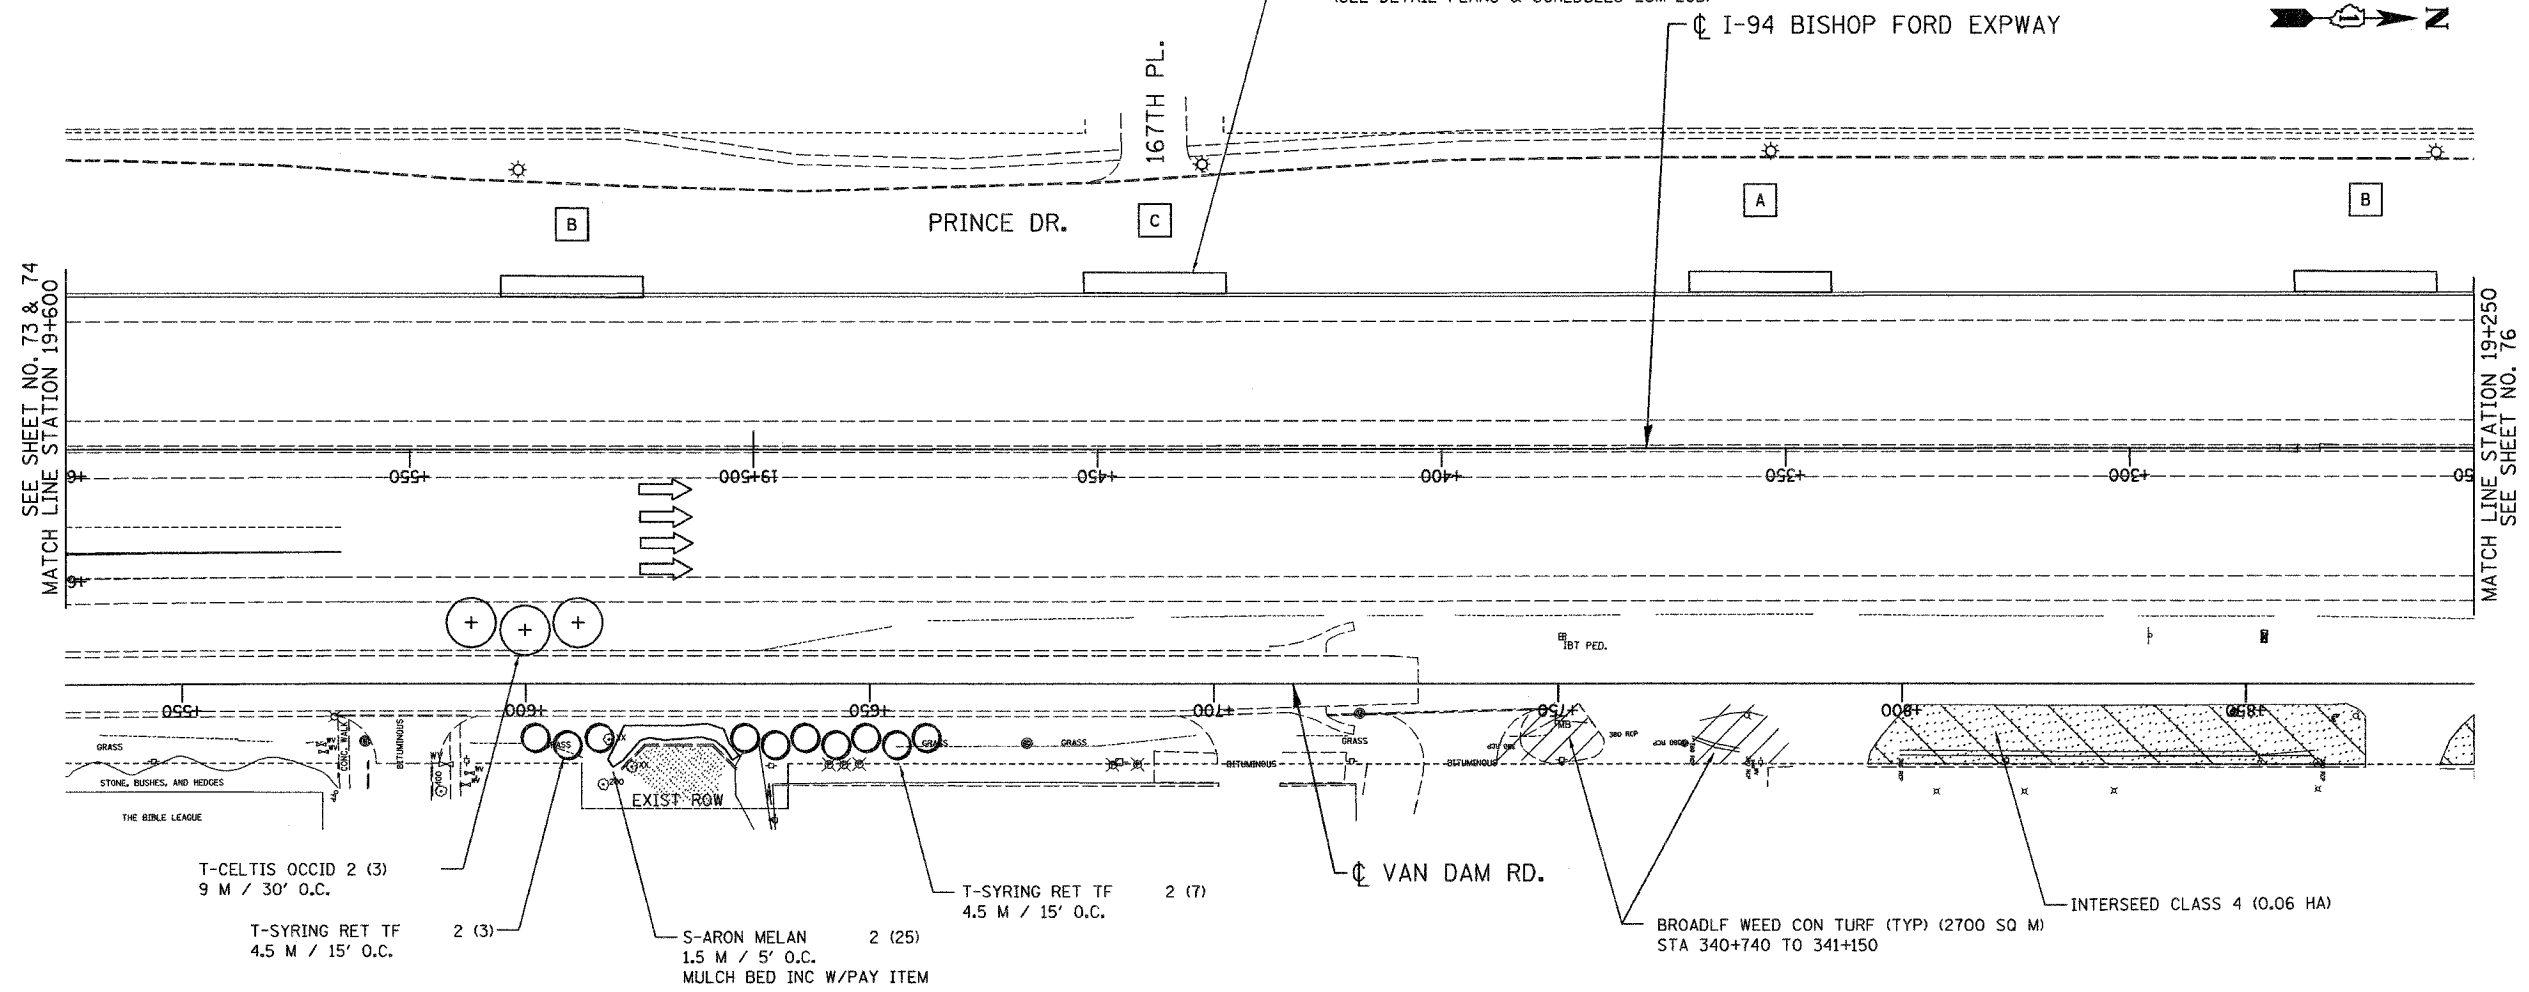 ℄ I-94 BISHOP FORD EXPWAY
N
167TH PL.
B
PRINCE DR.
C
A
B
SEE SHEET NO. 73 & 74
MATCH LINE STATION 19+600
MATCH LINE STATION 19+250
SEE SHEET NO. 76
+550
19+500
+450
+400
+350
+300
50
IBT PED.
+550
+600
+650
+700
+750
+800
+850
GRASS
CONC. WALK
BITUMINOUS
GRASS
GRASS
GRASS
GRASS
BITUMINOUS
BITUMINOUS
380 RCP
STONE, BUSHES, AND HEDGES
EXIST ROW
THE BIBLE LEAGUE
T-CELTIS OCCID 2 (3)
9 M / 30' O.C.
℄ VAN DAM RD.
T-SYRING RET TF 2 (7)
4.5 M / 15' O.C.
INTERSEED CLASS 4 (0.06 HA)
T-SYRING RET TF 2 (3)
4.5 M / 15' O.C.
S-ARON MELAN 2 (25)
1.5 M / 5' O.C.
MULCH BED INC W/PAY ITEM
BROADLF WEED CON TURF (TYP) (2700 SQ M)
STA 340+740 TO 341+150